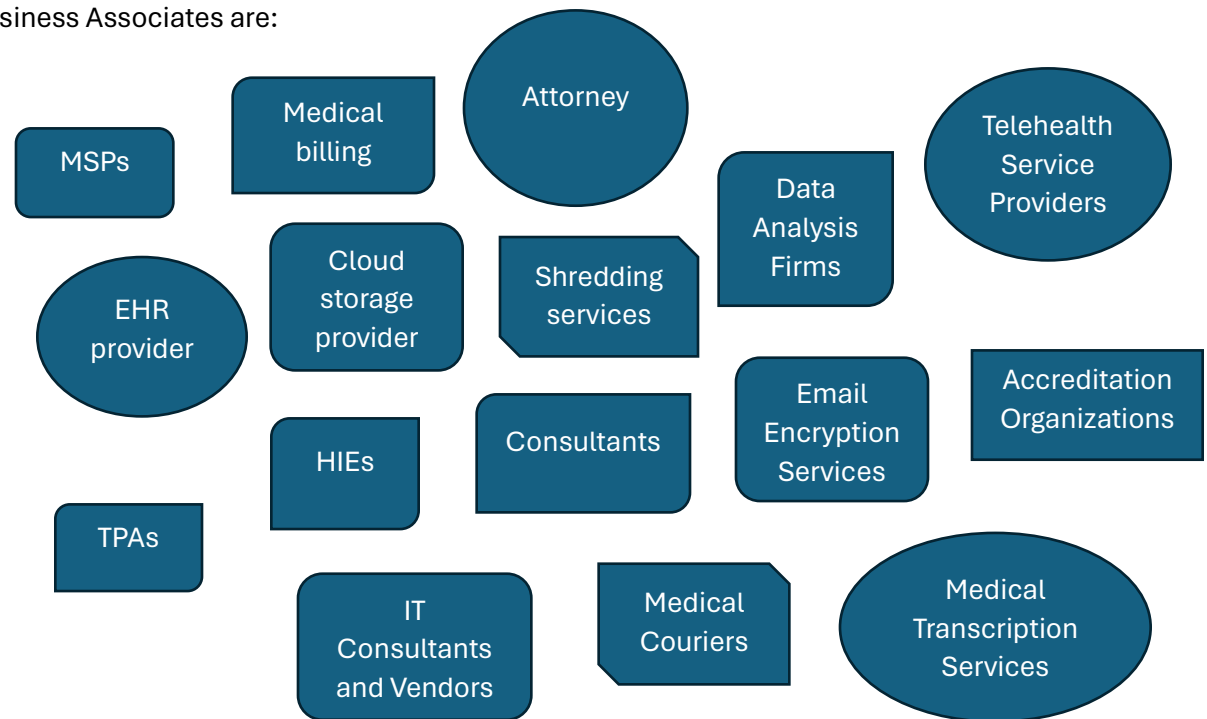 siness Associates are:
Attorney
Medical
billing
MSPs
Telehealth
Service
Providers
Data
Analysis
Firms
Cloud
storage
provider
Shredding
services
EHR
provider
Accreditation
Organizations
Email
Encryption
Services
Consultants
HIEs
TPAs
IT
Consultants
and Vendors
Medical
Couriers
Medical
Transcription
Services